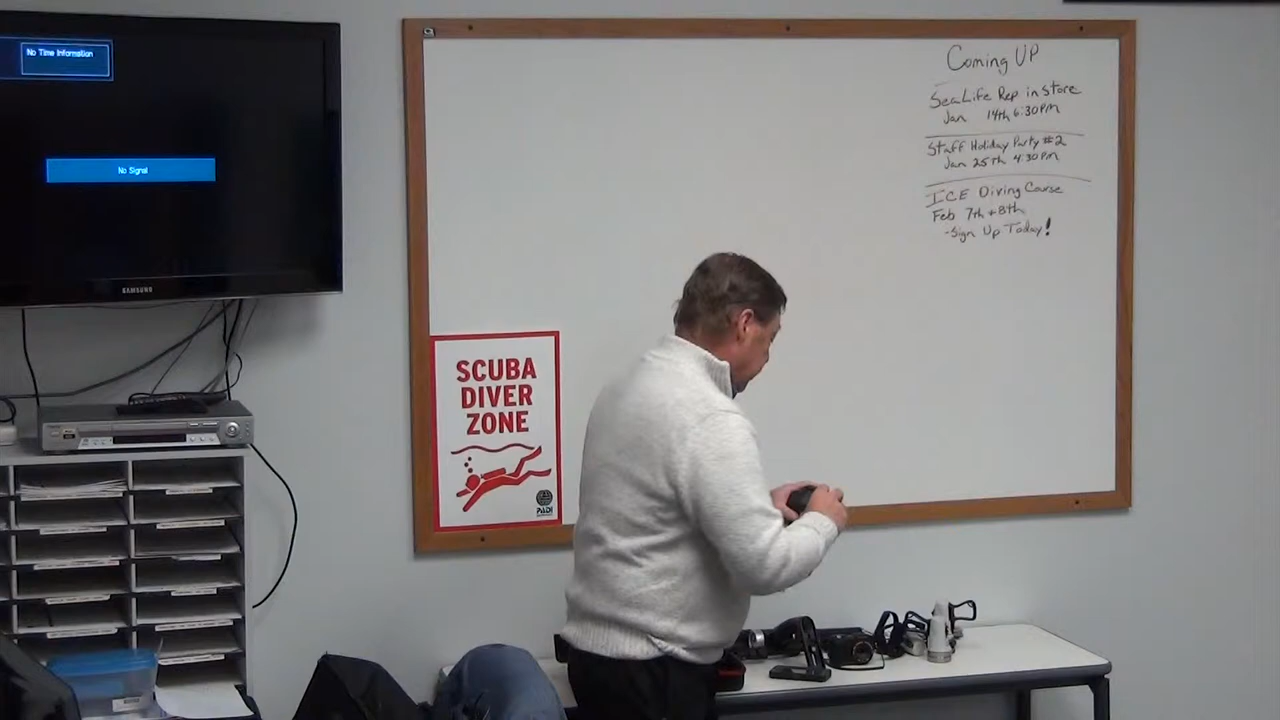 No Time Information
No Signal
SAMSUNG
Coming UP
SeaLife Rep in Store
Jan 14th 6:30PM
Staff Holiday Party #2
Jan 25th 4:30PM
ICE Diving Course
Feb 7th + 8th
-Sign Up Today!
SCUBA
DIVER
ZONE
PADI